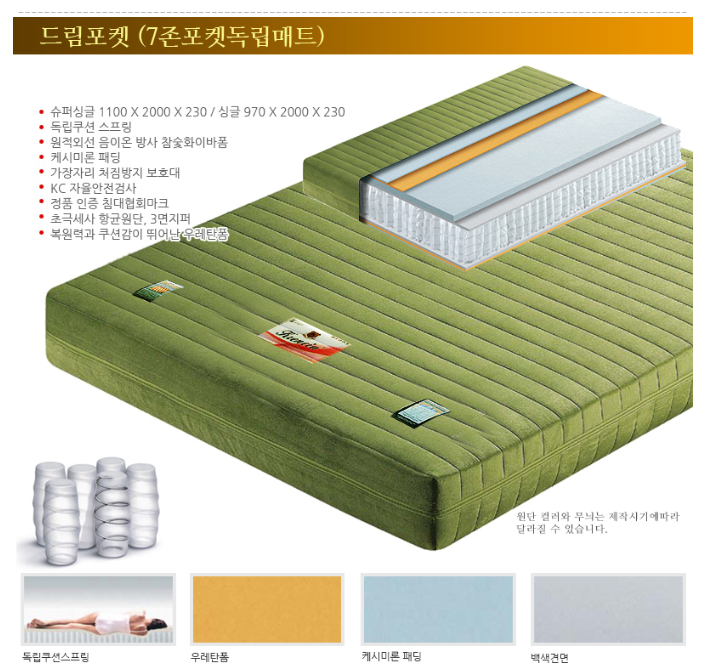 드림포켓 (7존포켓독립매트)
슈퍼싱글 1100 X 2000 X 230 / 싱글 970 X 2000 X 230
독립쿠션 스프링
원적외선 음이온 방사 참숯화이바폼
케시미론 패딩
가장자리 처짐방지 보호대
KC 자율안전검사
정품 인증 침대협회마크
초극세사 항균원단, 3면지퍼
복원력과 쿠션감이 뛰어난 우레탄폼
원단 컬러와 무늬는 제작시기에따라
달라질 수 있습니다.
독립쿠션스프링
우레탄폼
케시미론 패딩
백색견면